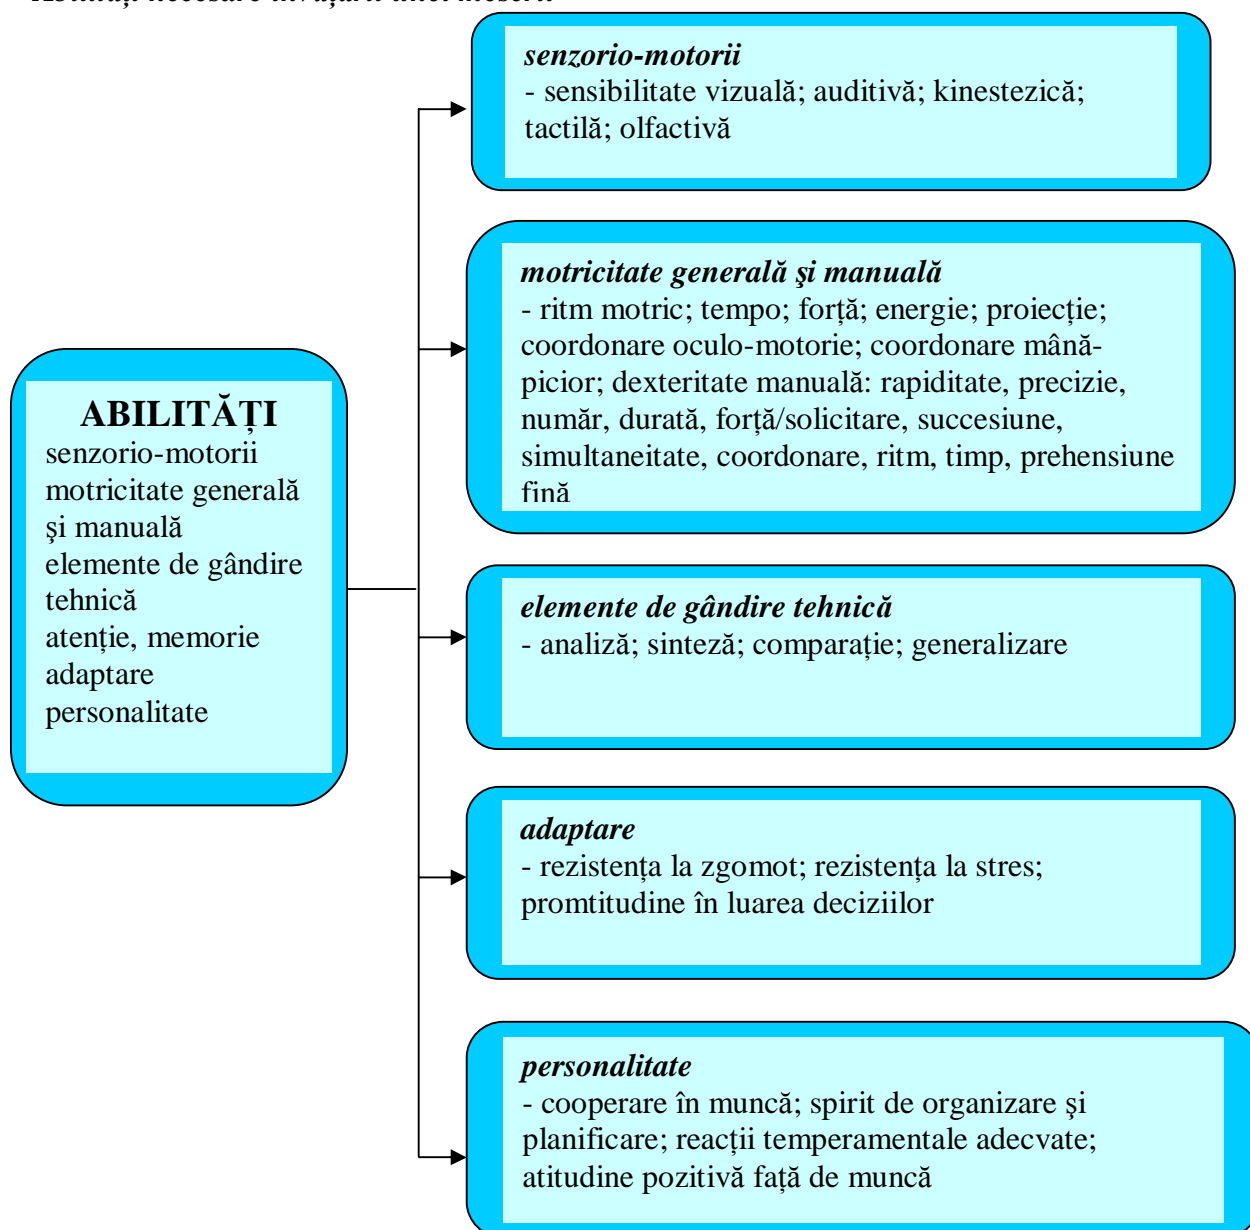 senzorio-motorii
- sensibilitate vizuală; auditivă; kinestezică;
tactilă; olfactivă
motricitate generală şi manuală
- ritm motric; tempo; forță; energie; proiecție;
coordonare oculo-motorie; coordonare mână-
picior; dexteritate manuală: rapiditate, precizie,
număr, durată, forță/solicitare, succesiune,
simultaneitate, coordonare, ritm, timp, prehensiune
fină
ABILITĂȚI
senzorio-motorii
motricitate generală
şi manuală
elemente de gândire
tehnică
atenție, memorie
adaptare
personalitate
elemente de gândire tehnică
- analiză; sinteză; comparație; generalizare
adaptare
- rezistența la zgomot; rezistența la stres;
promtitudine în luarea deciziilor
personalitate
- cooperare în muncă; spirit de organizare şi
planificare; reacții temperamentale adecvate;
atitudine pozitivă față de muncă